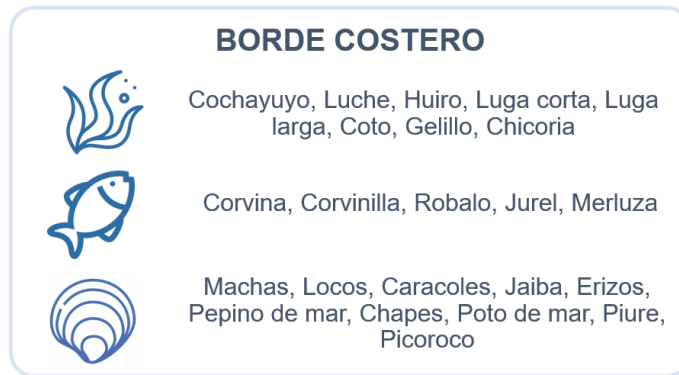 BORDE COSTERO
Cochayuyo, Luche, Huiro, Luga corta, Luga
larga, Coto, Gelillo, Chicoria
Corvina, Corvinilla, Robalo, Jurel, Merluza
Machas, Locos, Caracoles, Jaiba, Erizos,
Pepino de mar, Chapes, Poto de mar, Piure,
Picoroco